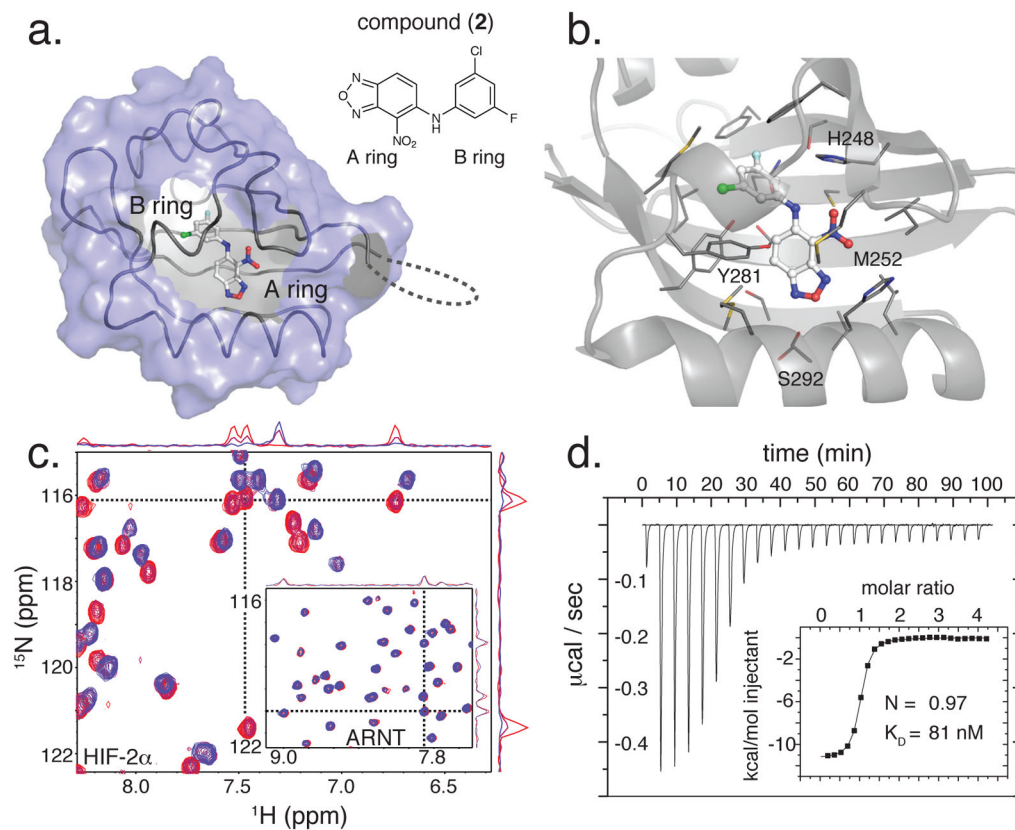 a.
compound (2)
Cl
N
O
N
N
H
F
NO2
A ring
B ring
B ring
A ring
b.
H248
M252
Y281
S292
c.
116
118
120
122
15N (ppm)
HIF-2α
8.0
7.5
7.0
6.5
1H (ppm)
116
122
ARNT
9.0
7.8
d.
time (min)
0 10 20 30 40 50 60 70 80 90 100
-0.1
-0.2
-0.3
-0.4
μcal / sec
molar ratio
0 1 2 3 4
-2
-6
-10
kcal/mol injectant
N = 0.97
KD = 81 nM